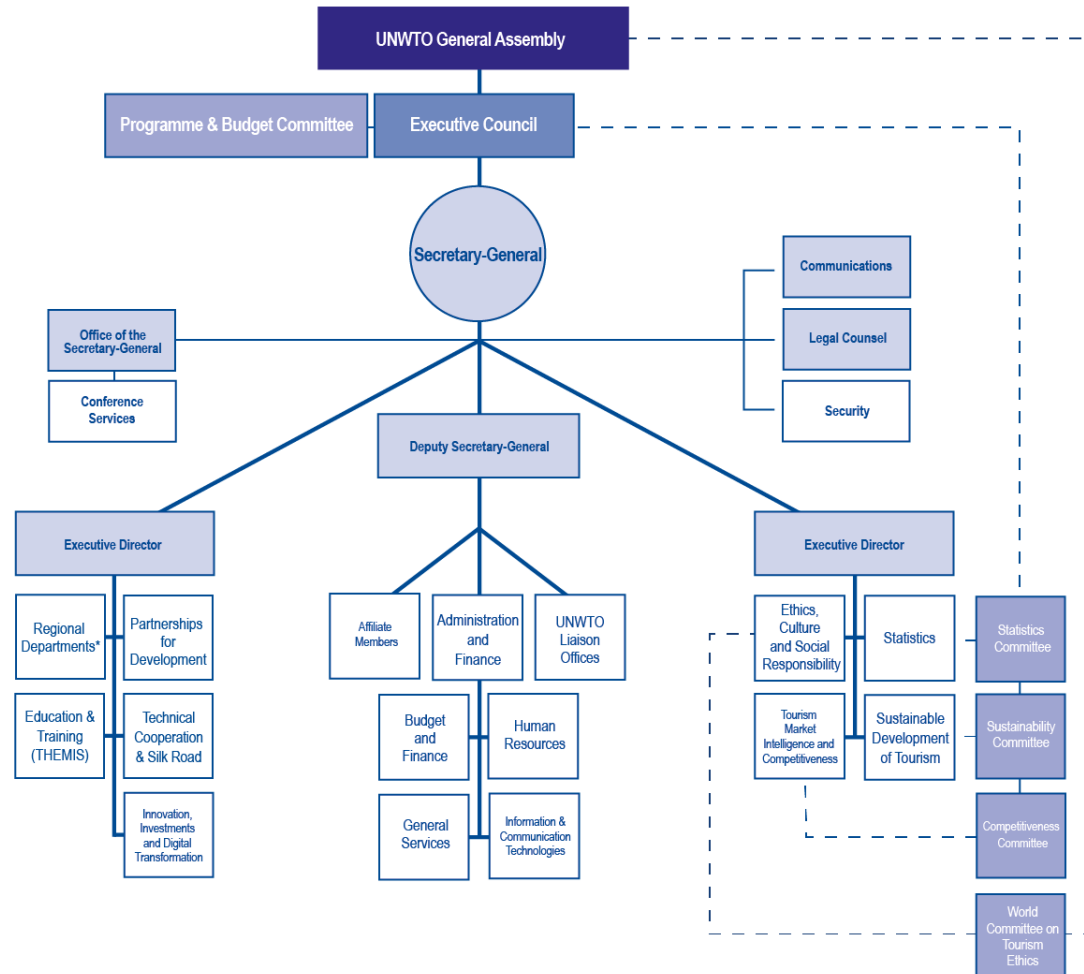 UNWTO General Assembly
Programme & Budget Committee
Executive Council
Secretary-General
Communications
Office of the
Secretary-General
Legal Counsel
Conference
Services
Security
Deputy Secretary-General
Executive Director
Executive Director
Regional
Departments*
Partnerships
for
Development
Education &
Training
(THEMIS)
Technical
Cooperation
& Silk Road
Innovation,
Investments
and Digital
Transformation
Affiliate
Members
Administration
and
Finance
UNWTO
Liaison
Offices
Budget
and
Finance
Human
Resources
General
Services
Information &
Communication
Technologies
Ethics,
Culture
and Social
Responsibility
Statistics
Tourism
Market
Intelligence and
Competitiveness
Sustainable
Development
of Tourism
Statistics
Committee
Sustainability
Committee
Competitiveness
Committee
World
Committee on
Tourism
Ethics